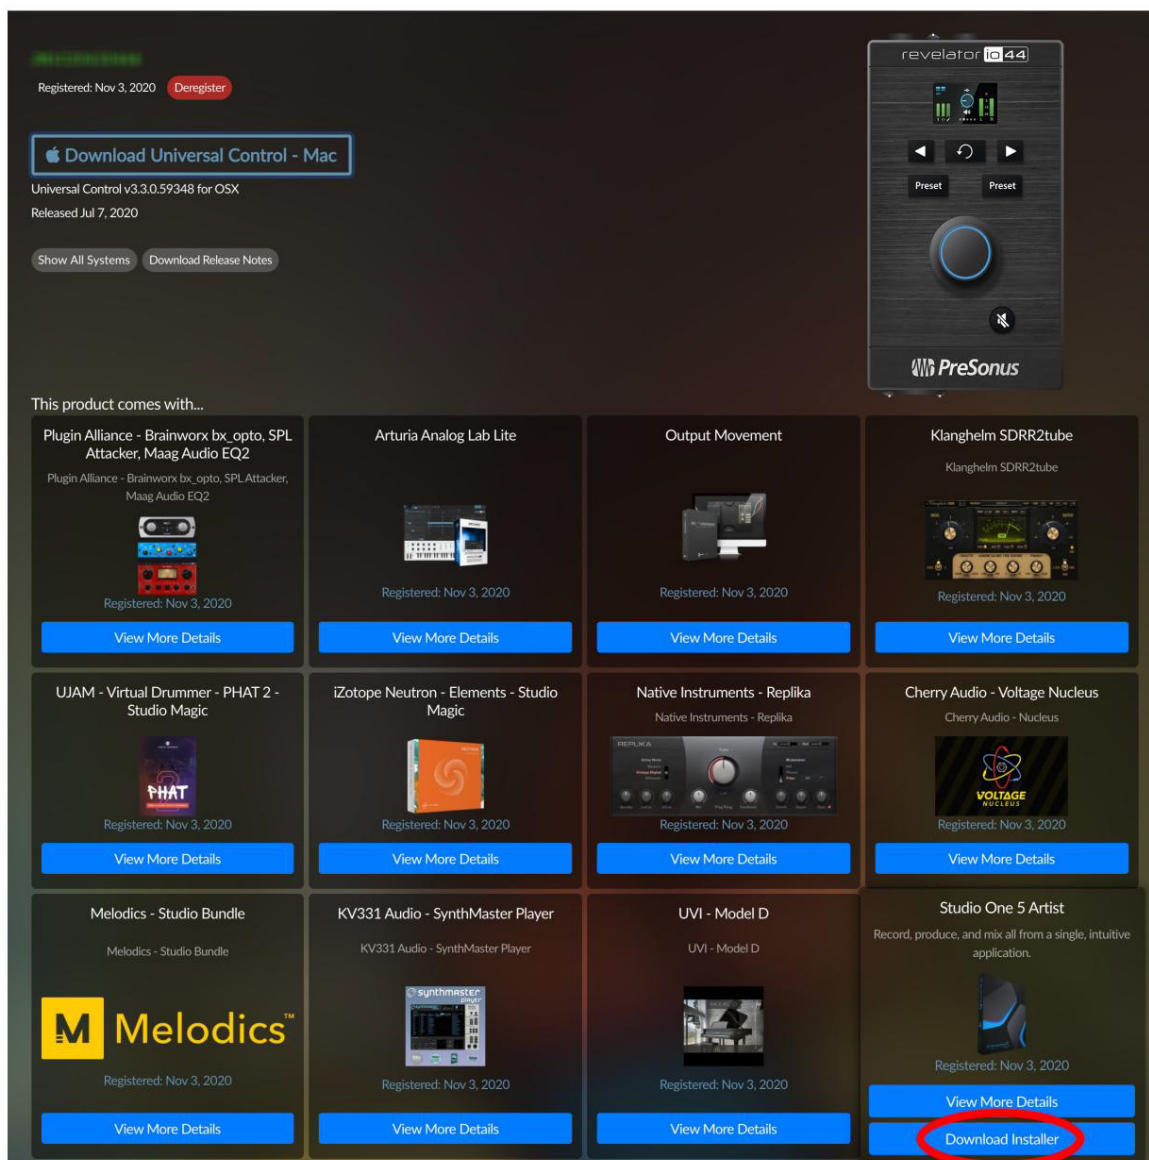 Registered: Nov 3, 2020 Deregister
Download Universal Control - Mac
Universal Control v3.3.0.59348 for OSX
Released Jul 7, 2020
Show All Systems Download Release Notes
revelator io 44
Preset Preset
PreSonus
This product comes with...
Plugin Alliance - Brainworx bx_opto, SPL
Attacker, Maag Audio EQ2
Plugin Alliance - Brainworx bx_opto, SPL Attacker,
Maag Audio EQ2
Registered: Nov 3, 2020
View More Details
Arturia Analog Lab Lite
Registered: Nov 3, 2020
View More Details
Output Movement
Registered: Nov 3, 2020
View More Details
Klanghelm SDRR2tube
Klanghelm SDRR2tube
Registered: Nov 3, 2020
View More Details
UJAM - Virtual Drummer - PHAT 2 -
Studio Magic
PHAT
2
Registered: Nov 3, 2020
View More Details
iZotope Neutron - Elements - Studio
Magic
Registered: Nov 3, 2020
View More Details
Native Instruments - Replika
Native Instruments - Replika
REPLIKA
Registered: Nov 3, 2020
View More Details
Cherry Audio - Voltage Nucleus
Cherry Audio - Nucleus
VOLTAGE
NUCLEUS
Registered: Nov 3, 2020
View More Details
Melodics - Studio Bundle
Melodics - Studio Bundle
M Melodics™
Registered: Nov 3, 2020
View More Details
KV331 Audio - SynthMaster Player
KV331 Audio - SynthMaster Player
synthmaster
player
Registered: Nov 3, 2020
View More Details
UVI - Model D
UVI - Model D
Registered: Nov 3, 2020
View More Details
Studio One 5 Artist
Record, produce, and mix all from a single, intuitive
application.
Registered: Nov 3, 2020
View More Details
Download Installer